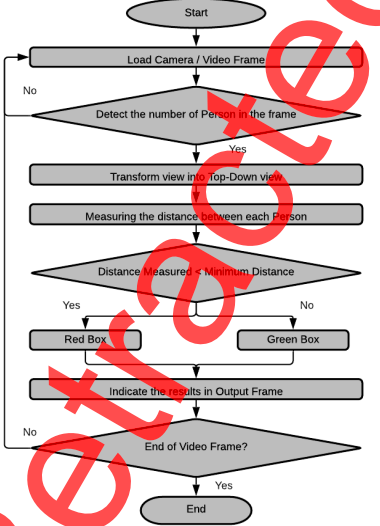 Start
Load Camera / Video Frame
No
Detect the number of Person in the frame
Yes
Transform view into Top-Down view
Measuring the distance between each Person
Distance Measured < Minimum Distance
Yes
No
Red Box
Green Box
Indicate the results in Output Frame
No
End of Video Frame?
Yes
End
etracte